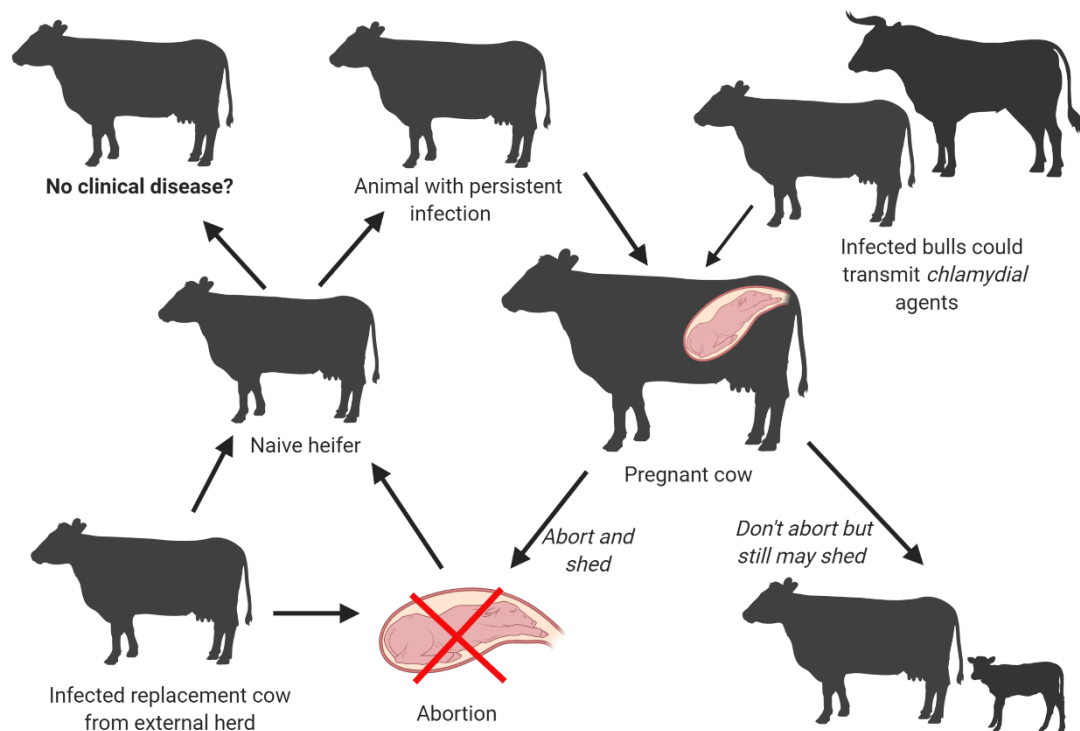 No clinical disease?
Animal with persistent
infection
Infected bulls could
transmit chlamydial
agents
Naive heifer
Pregnant cow
Abort and
shed
Don't abort but
still may shed
Infected replacement cow
from external herd
Abortion